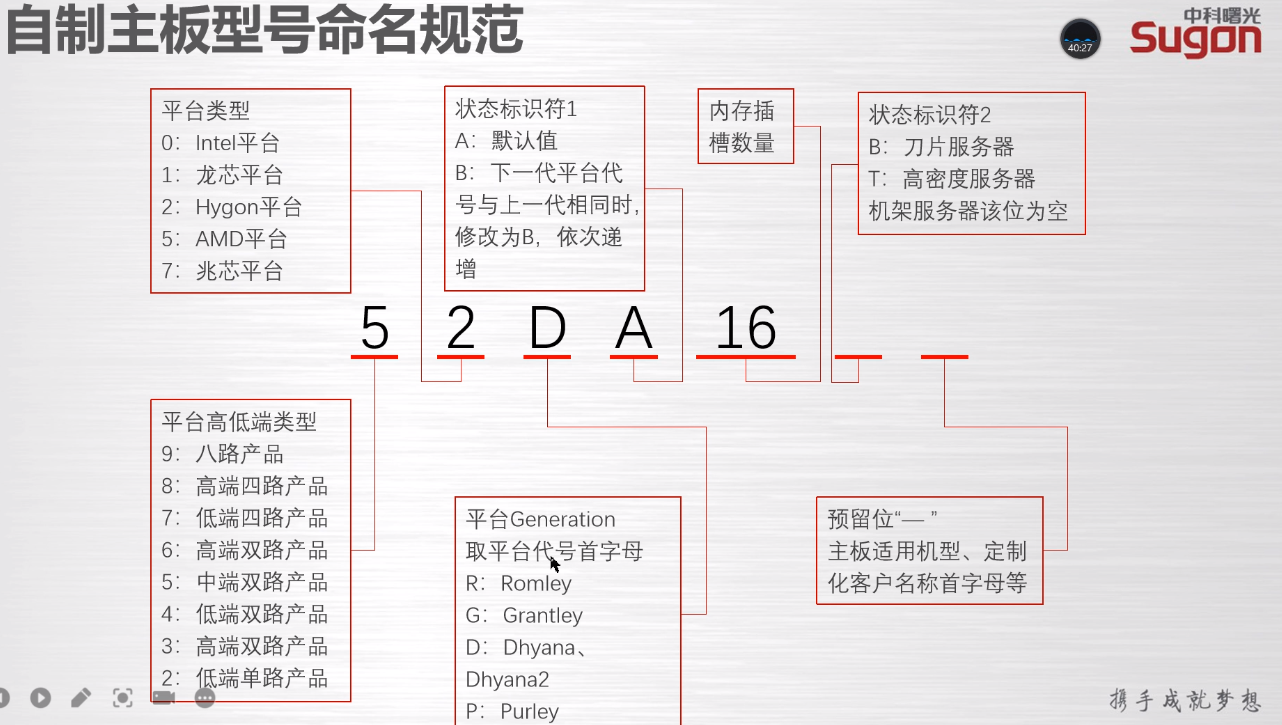 自制主板型号命名规范
40:27
中科曙光
Sugon
平台类型
0：Intel平台
1：龙芯平台
2：Hygon平台
5：AMD平台
7：兆芯平台
状态标识符1
A：默认值
B：下一代平台代
号与上一代相同时，
修改为B，依次递
增
内存插
槽数量
状态标识符2
B：刀片服务器
T：高密度服务器
机架服务器该位为空
5 2 D A 16
平台高低端类型
9：八路产品
8：高端四路产品
7：低端四路产品
6：高端双路产品
5：中端双路产品
4：低端双路产品
3：高端双路产品
2：低端单路产品
平台Generation
取平台代号首字母
R：Romley
G：Grantley
D：Dhyana、
Dhyana2
P：Purley
预留位“— ”
主板适用机型、定制
化客户名称首字母等
携手成就梦想